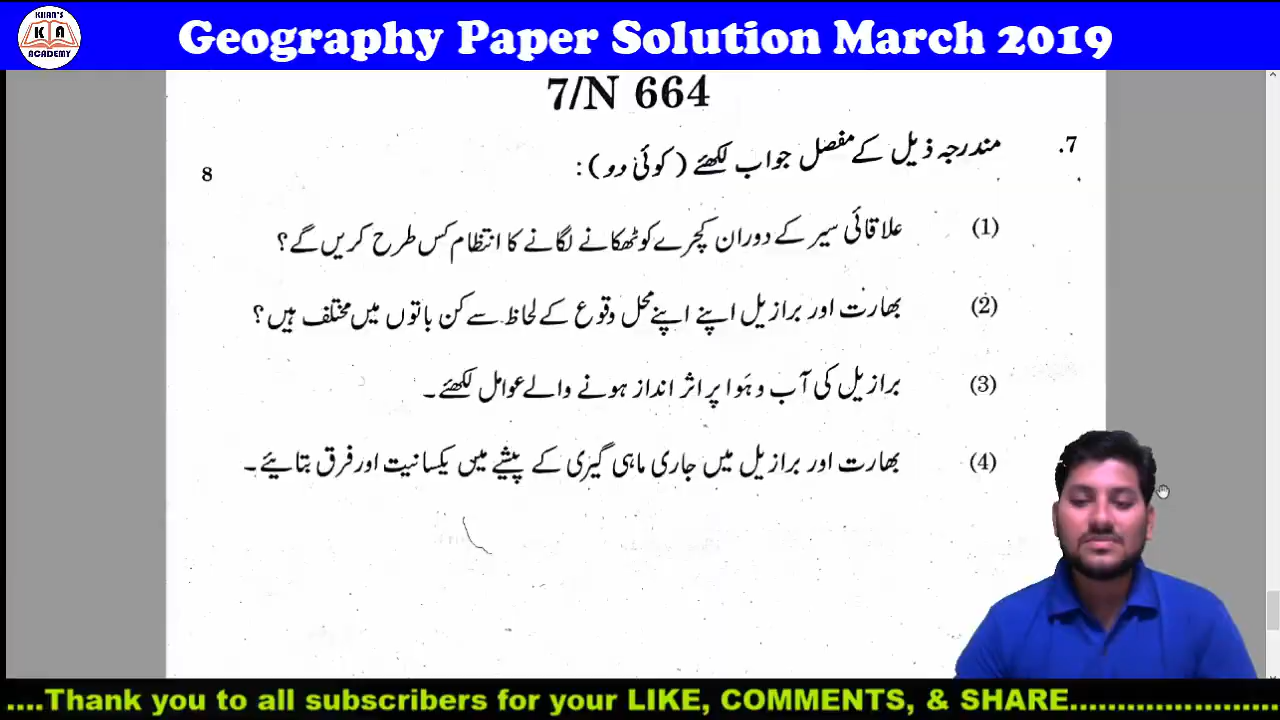 KHAN'S
K A
ACADEMY
Geography Paper Solution March 2019
7/N 664
7. مندرجہ ذیل کے مفصل جواب لکھئے (کوئی دو) : 8
(1) علاقائی سیر کے دوران کچرے کو ٹھکانے لگانے کا انتظام کس طرح کریں گے؟
(2) بھارت اور برازیل اپنے اپنے محل وقوع کے لحاظ سے کن باتوں میں مختلف ہیں؟
(3) برازیل کی آب و ہَوا پر اثر انداز ہونے والے عوامل لکھئے۔
(4) بھارت اور برازیل میں جاری ماہی گیری کے پیشے میں یکسانیت اور فرق بتائیے۔
....Thank you to all subscribers for your LIKE, COMMENTS, & SHARE......................